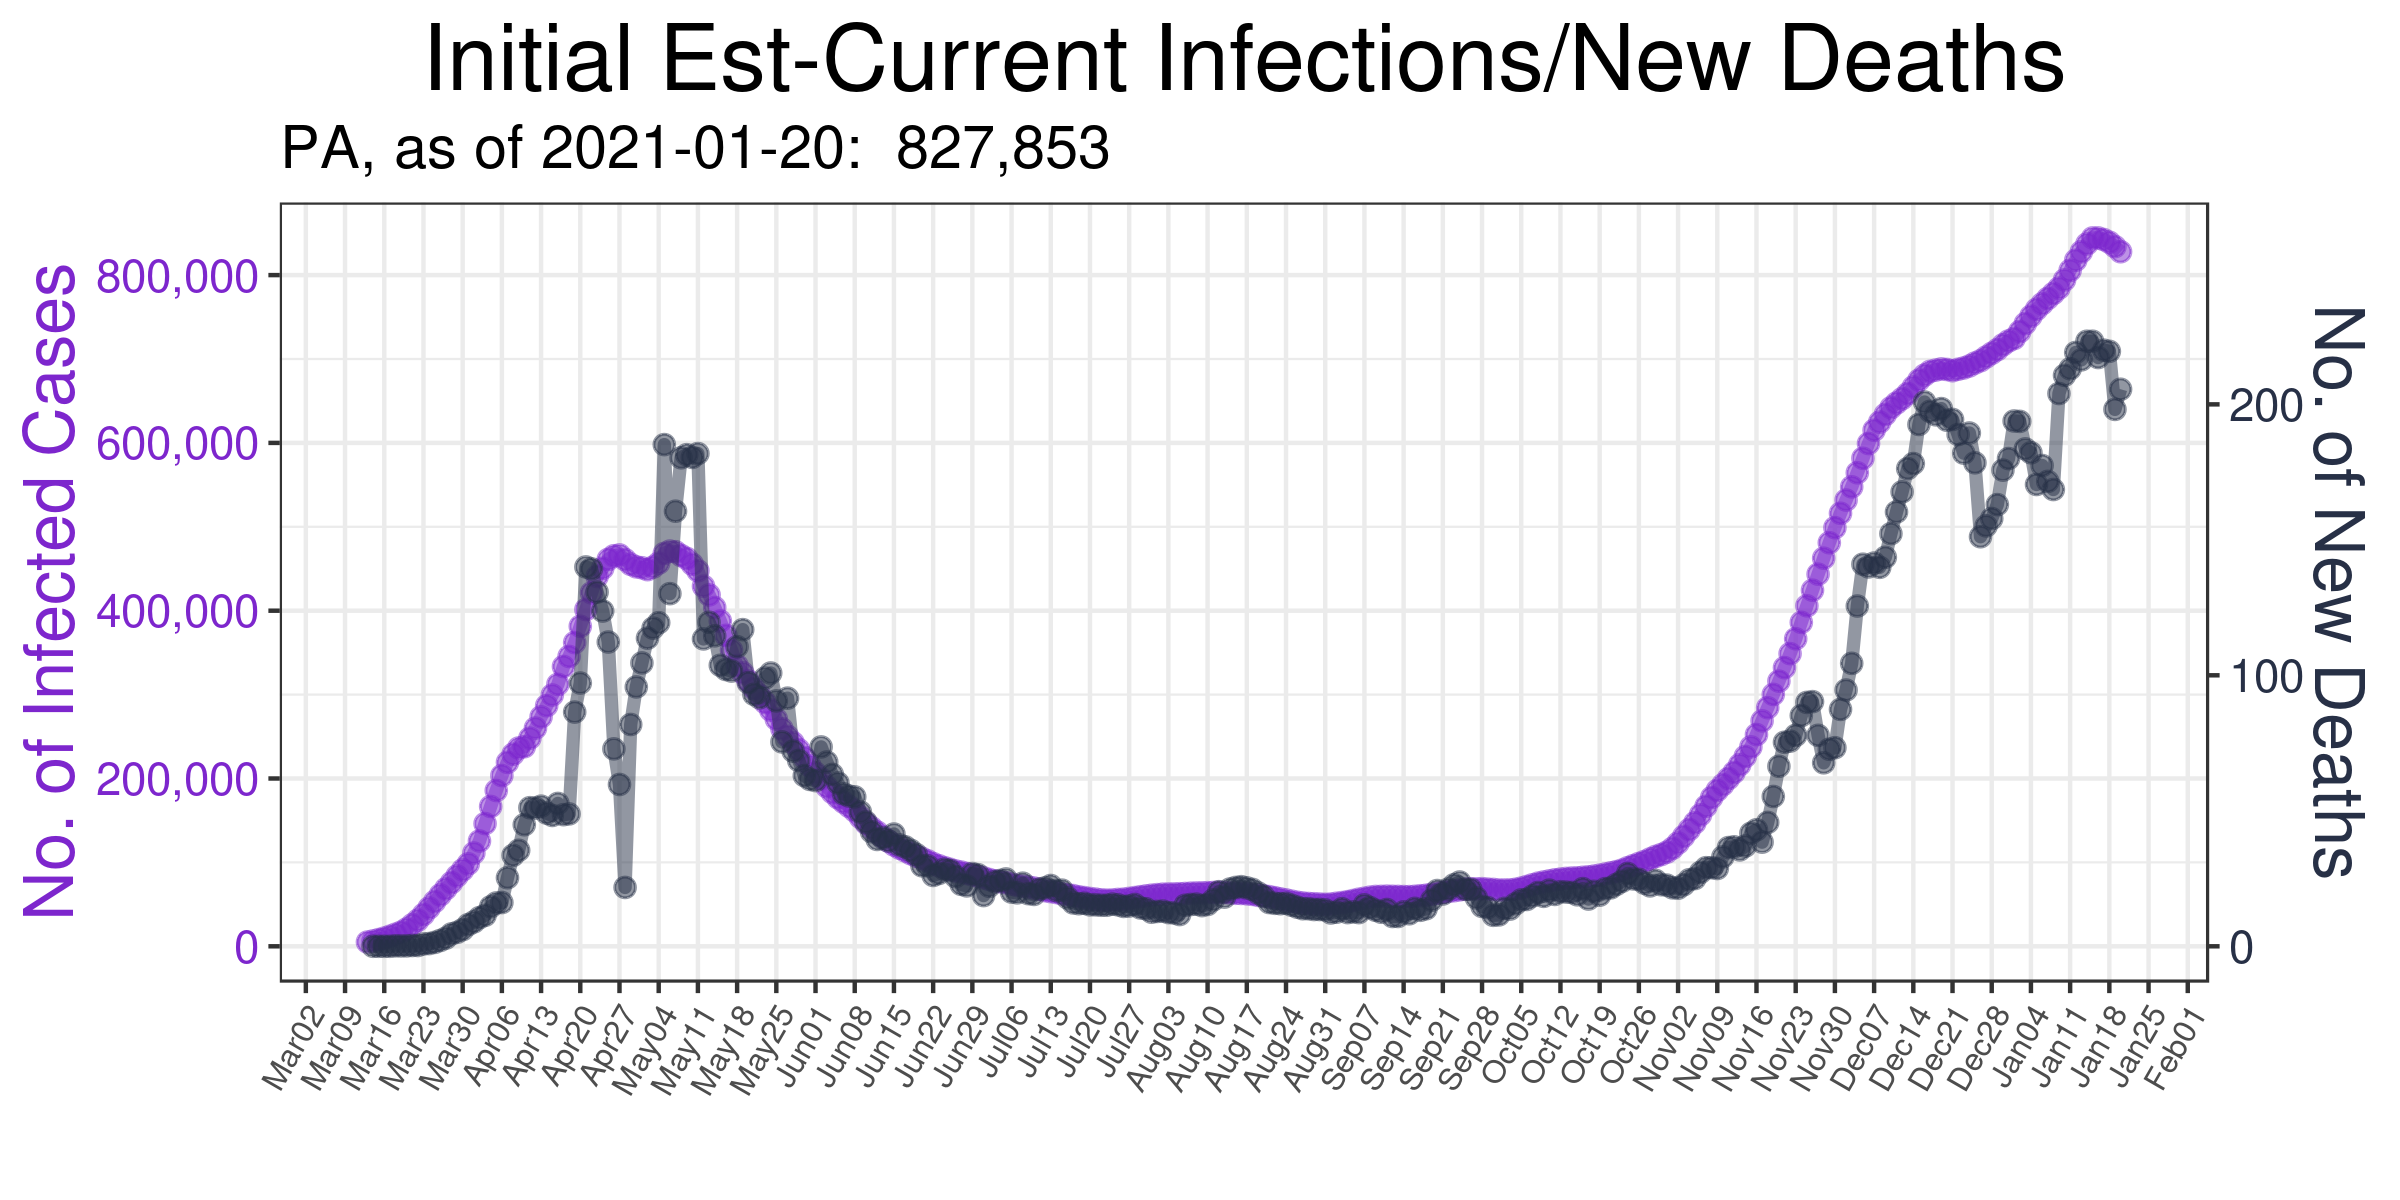 Initial Est-Current Infections/New Deaths
PA, as of 2021-01-20:  827,853
No. of Infected Cases
800,000
600,000
400,000
200,000
0
No. of New Deaths
200
100
0
Mar02
Mar09
Mar16
Mar23
Mar30
Apr06
Apr13
Apr20
Apr27
May04
May11
May18
May25
Jun01
Jun08
Jun15
Jun22
Jun29
Jul06
Jul13
Jul20
Jul27
Aug03
Aug10
Aug17
Aug24
Aug31
Sep07
Sep14
Sep21
Sep28
Oct05
Oct12
Oct19
Oct26
Nov02
Nov09
Nov16
Nov23
Nov30
Dec07
Dec14
Dec21
Dec28
Jan04
Jan11
Jan18
Jan25
Feb01